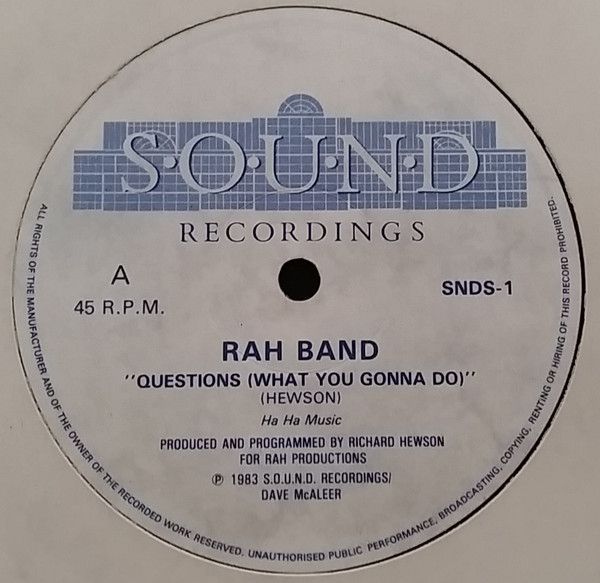 S·O·U·N·D
RECORDINGS
A
45 R.P.M.
SNDS-1
RAH BAND
"QUESTIONS (WHAT YOU GONNA DO)"
(HEWSON)
Ha Ha Music
PRODUCED AND PROGRAMMED BY RICHARD HEWSON
FOR RAH PRODUCTIONS
℗ 1983 S.O.U.N.D. RECORDINGS/
DAVE McALEER
ALL RIGHTS OF THE MANUFACTURER AND OF THE OWNER OF THE RECORDED WORK RESERVED. UNAUTHORISED PUBLIC PERFORMANCE, BROADCASTING, COPYING, RENTING OR HIRING OF THIS RECORD PROHIBITED.